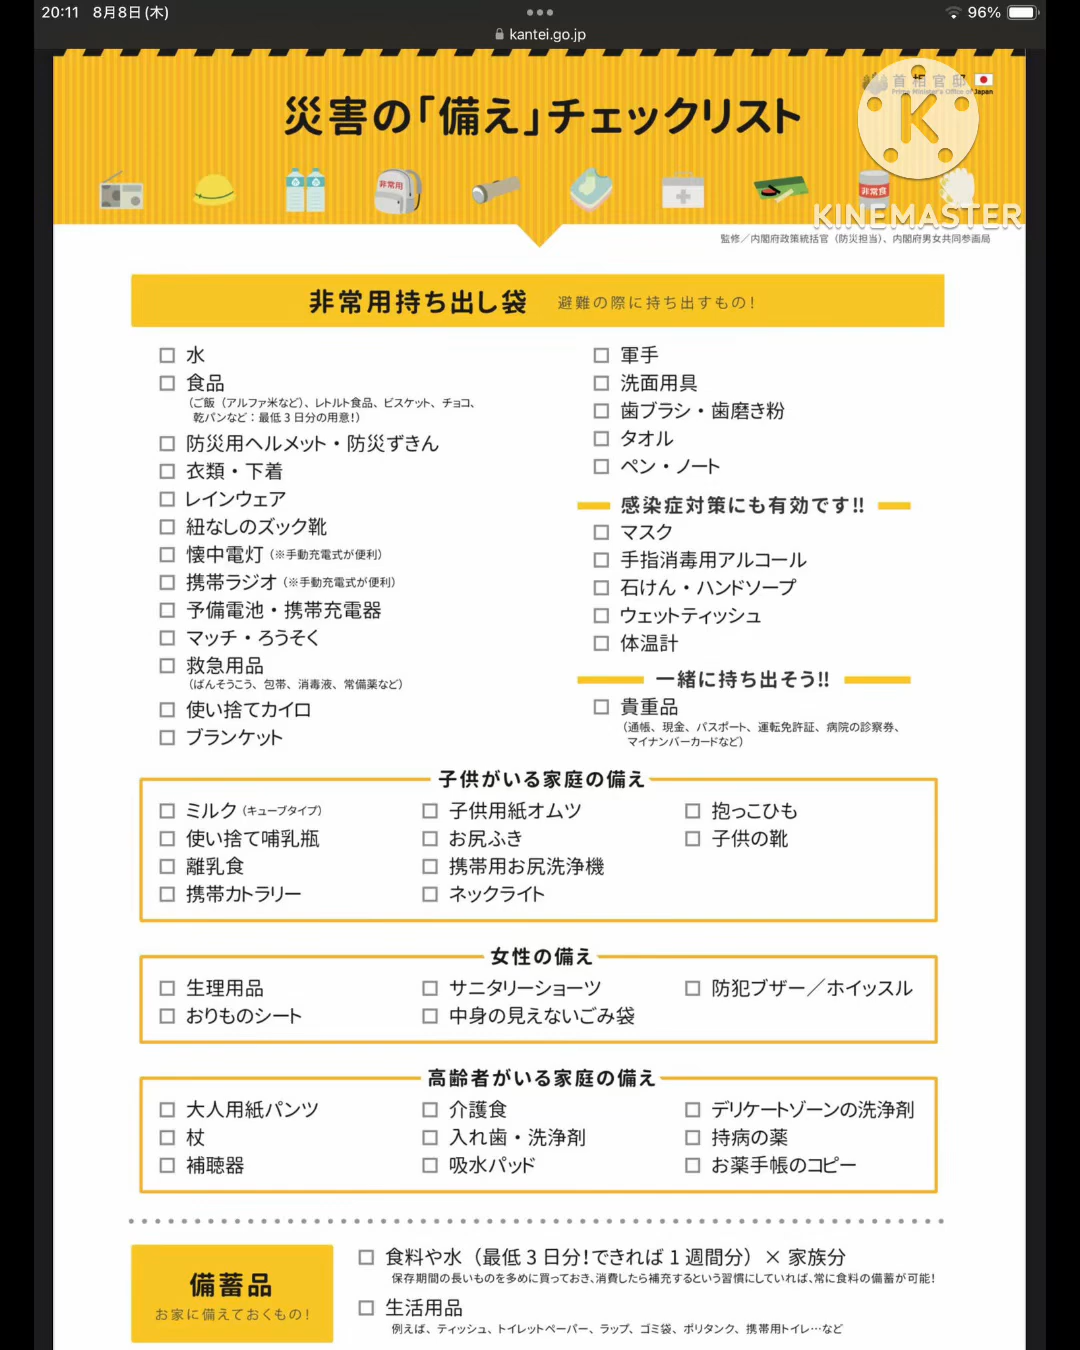 20:11 8月8日(木)
96%
kantei.go.jp
首相官邸
Prime Minister's Office of Japan
災害の「備え」チェックリスト
非常用
非常食
K
KINEMASTER
監修／内閣府政策統括官（防災担当）、内閣府男女共同参画局
非常用持ち出し袋 避難の際に持ち出すもの！
水
食品
（ご飯（アルファ米など）、レトルト食品、ビスケット、チョコ、
乾パンなど：最低3日分の用意！）
防災用ヘルメット・防災ずきん
衣類・下着
レインウェア
紐なしのズック靴
懐中電灯（※手動充電式が便利）
携帯ラジオ（※手動充電式が便利）
予備電池・携帯充電器
マッチ・ろうそく
救急用品
（ばんそうこう、包帯、消毒液、常備薬など）
使い捨てカイロ
ブランケット
軍手
洗面用具
歯ブラシ・歯磨き粉
タオル
ペン・ノート
感染症対策にも有効です!!
マスク
手指消毒用アルコール
石けん・ハンドソープ
ウェットティッシュ
体温計
一緒に持ち出そう!!
貴重品
（通帳、現金、パスポート、運転免許証、病院の診察券、
マイナンバーカードなど）
子供がいる家庭の備え
ミルク（キューブタイプ）
使い捨て哺乳瓶
離乳食
携帯カトラリー
子供用紙オムツ
お尻ふき
携帯用お尻洗浄機
ネックライト
抱っこひも
子供の靴
女性の備え
生理用品
おりものシート
サニタリーショーツ
中身の見えないごみ袋
防犯ブザー／ホイッスル
高齢者がいる家庭の備え
大人用紙パンツ
杖
補聴器
介護食
入れ歯・洗浄剤
吸水パッド
デリケートゾーンの洗浄剤
持病の薬
お薬手帳のコピー
備蓄品
お家に備えておくもの！
食料や水（最低3日分！できれば1週間分）×家族分
保存期間の長いものを多めに買っておき、消費したら補充するという習慣にしていれば、常に食料の備蓄が可能！
生活用品
例えば、ティッシュ、トイレットペーパー、ラップ、ゴミ袋、ポリタンク、携帯用トイレ…など